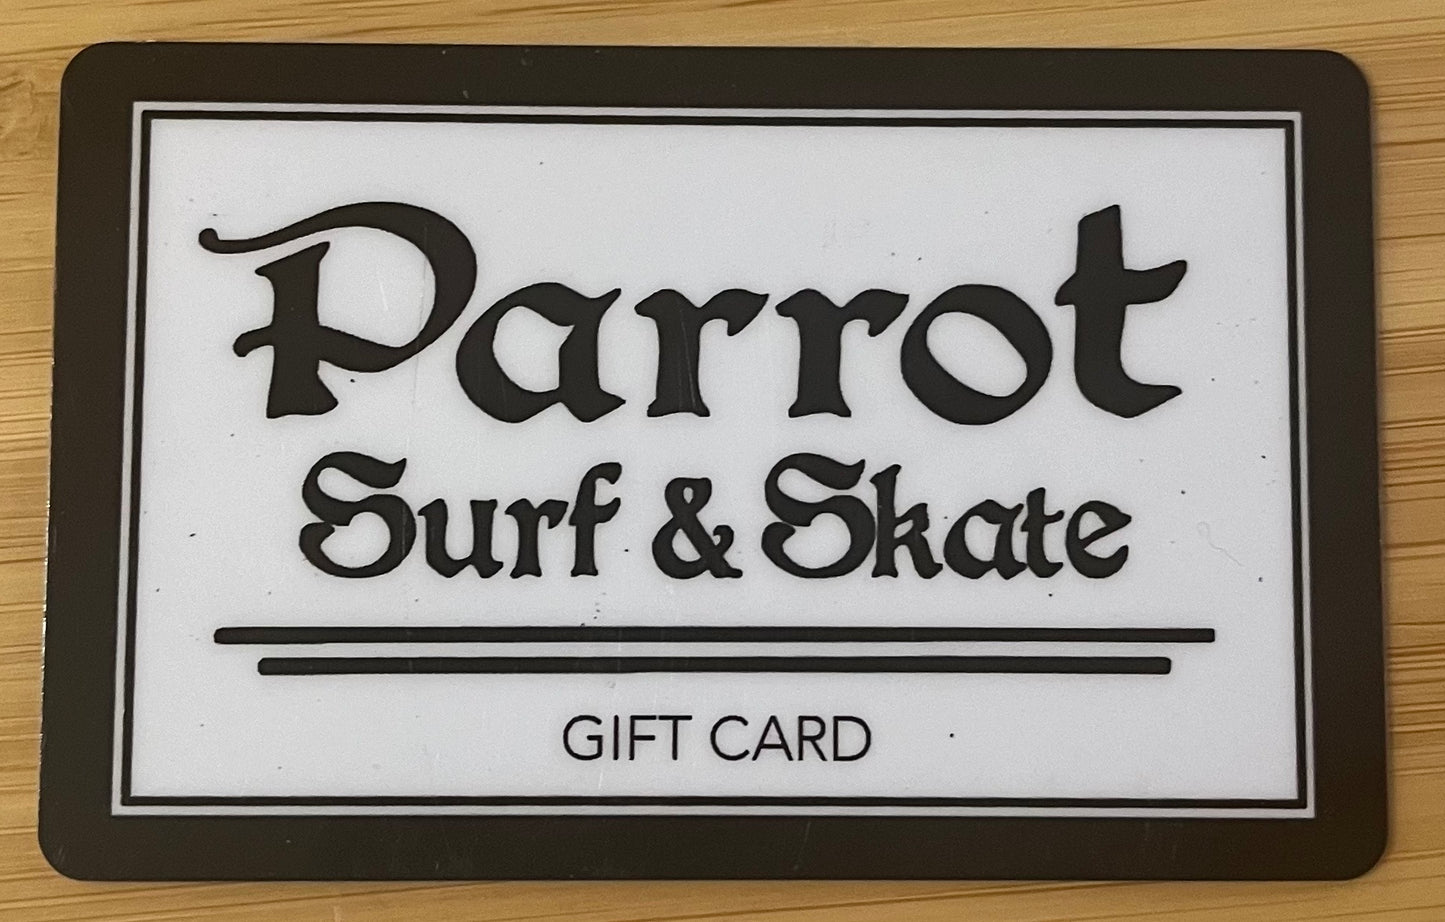 Parrot
Surf & Skate
GIFT CARD